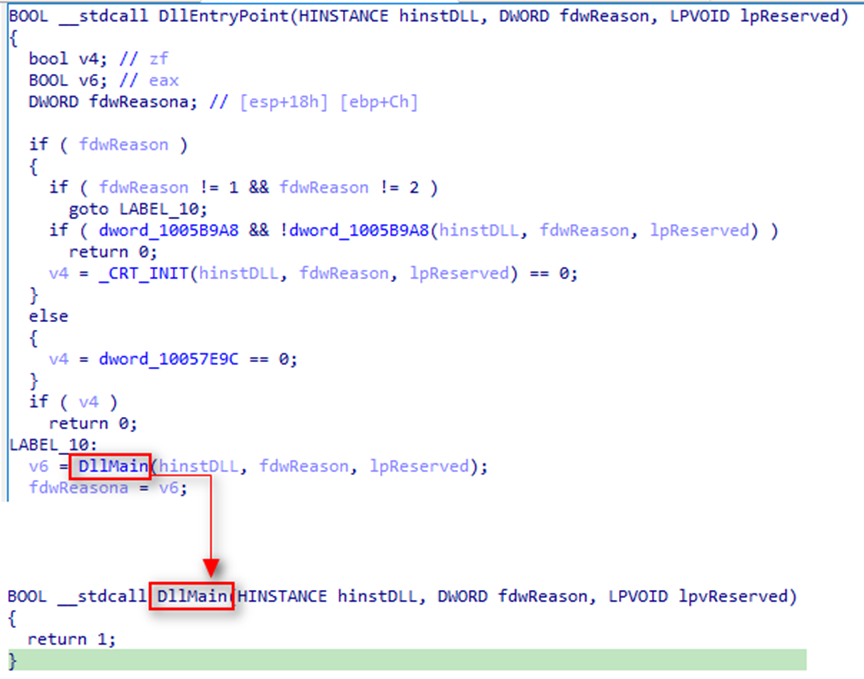 BOOL __stdcall DllEntryPoint(HINSTANCE hinstDLL, DWORD fdwReason, LPVOID lpReserved)
{
  bool v4; // zf
  BOOL v6; // eax
  DWORD fdwReasona; // [esp+18h] [ebp+Ch]

  if ( fdwReason )
  {
    if ( fdwReason != 1 && fdwReason != 2 )
      goto LABEL_10;
    if ( dword_1005B9A8 && !dword_1005B9A8(hinstDLL, fdwReason, lpReserved) )
      return 0;
    v4 = _CRT_INIT(hinstDLL, fdwReason, lpReserved) == 0;
  }
  else
  {
    v4 = dword_10057E9C == 0;
  }
  if ( v4 )
    return 0;
LABEL_10:
  v6 = DllMain(hinstDLL, fdwReason, lpReserved);
  fdwReasona = v6;

BOOL __stdcall DllMain(HINSTANCE hinstDLL, DWORD fdwReason, LPVOID lpvReserved)
{
  return 1;
}